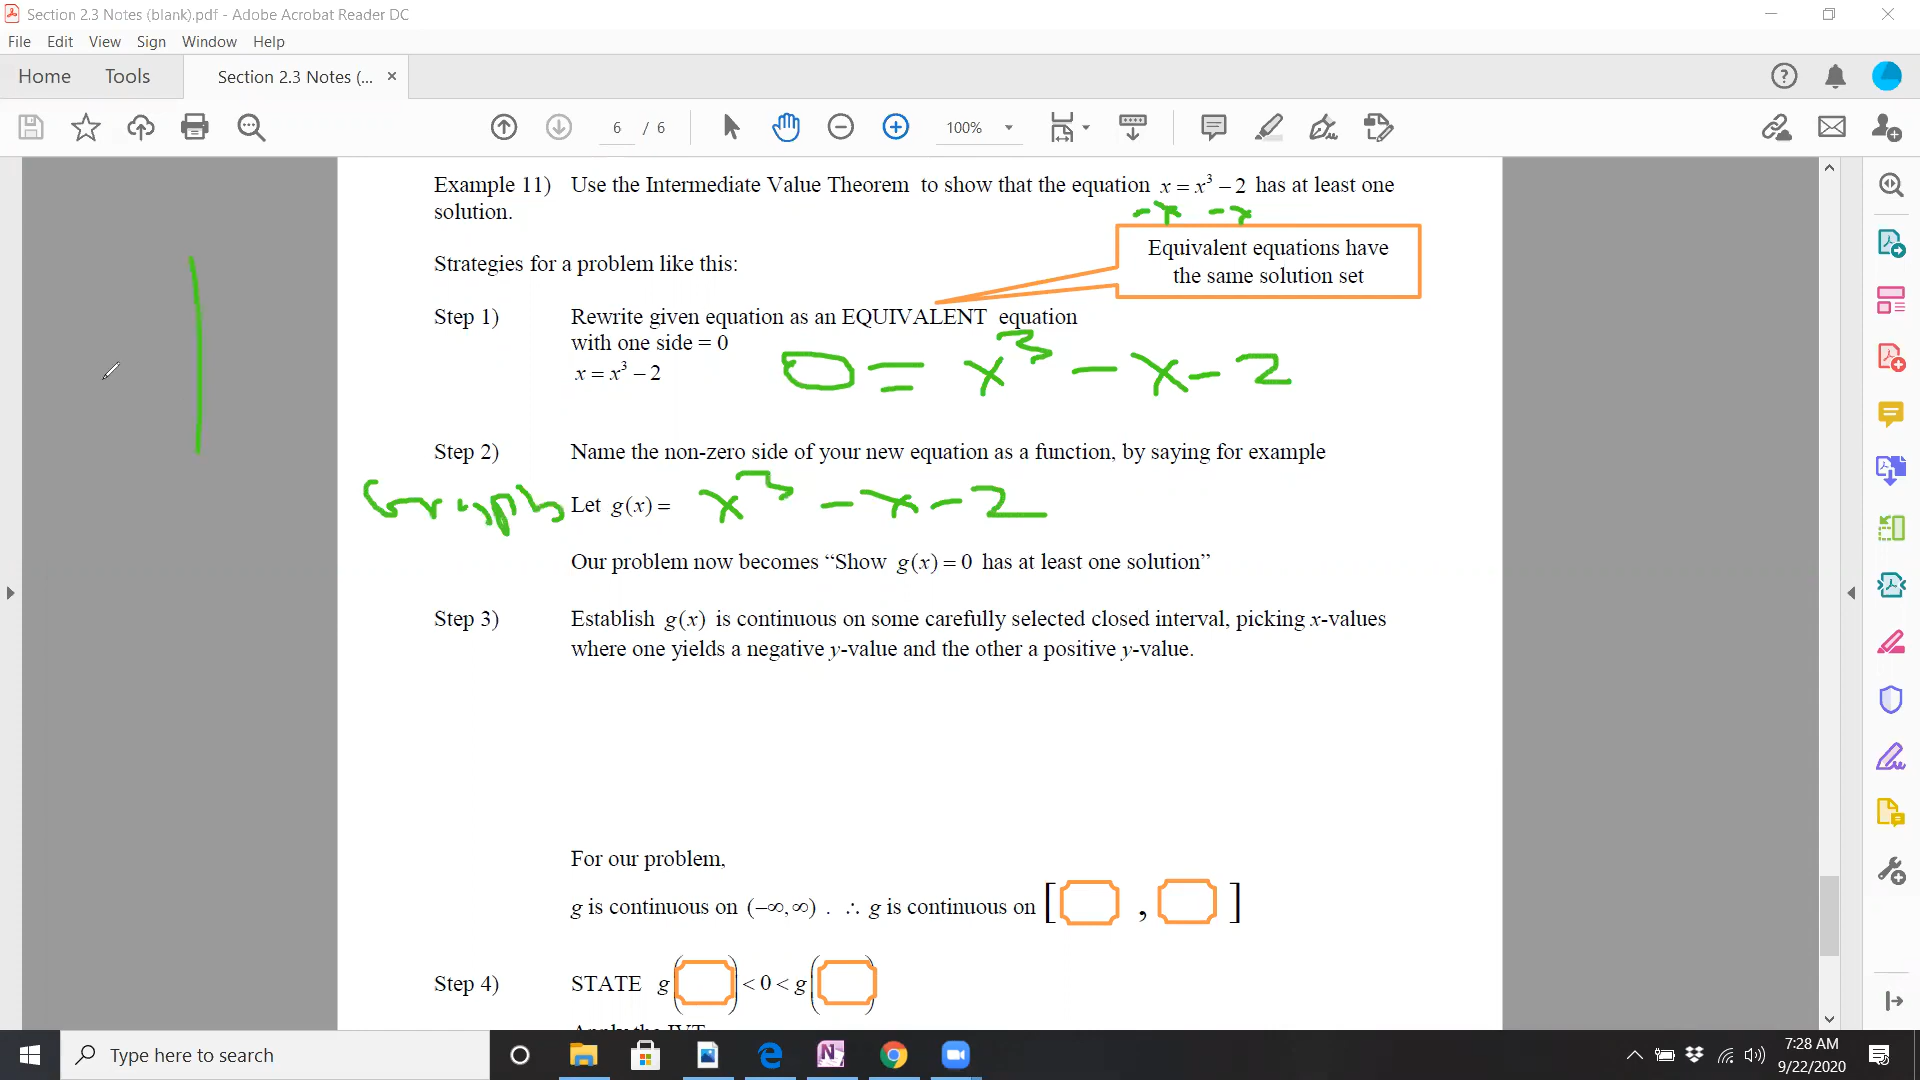 Section 2.3 Notes (blank).pdf - Adobe Acrobat Reader DC
File Edit View Sign Window Help
Home Tools Section 2.3 Notes (... ×
6 / 6 100%
Example 11) Use the Intermediate Value Theorem to show that the equation x = x³ − 2 has at least one
solution.
−x −x
Equivalent equations have
the same solution set
Strategies for a problem like this:
Step 1) Rewrite given equation as an EQUIVALENT equation
with one side = 0
x = x³ − 2 0 = x³ − x − 2
Step 2) Name the non-zero side of your new equation as a function, by saying for example
Graph Let g(x) = x³ − x − 2
Our problem now becomes “Show g(x) = 0 has at least one solution”
Step 3) Establish g(x) is continuous on some carefully selected closed interval, picking x-values
where one yields a negative y-value and the other a positive y-value.
For our problem,
g is continuous on (−∞, ∞) . ∴ g is continuous on [ , ]
Step 4) STATE g( ) < 0 < g( )
Apply the IVT
Type here to search
7:28 AM
9/22/2020